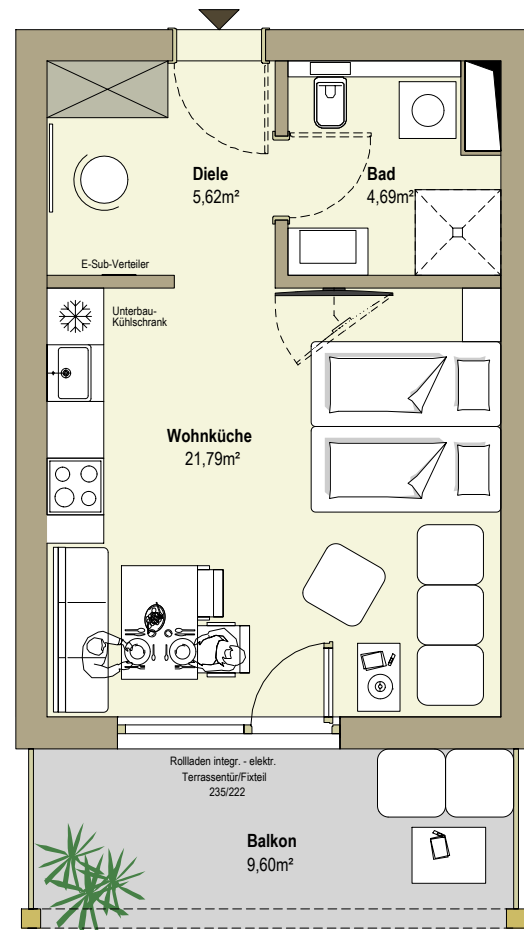 Diele
5,62m²
Bad
4,69m²
E-Sub-Verteiler
Unterbau-
Kühlschrank
Wohnküche
21,79m²
Rollladen integr. - elektr.
Terrassentür/Fixteil
235/222
Balkon
9,60m²